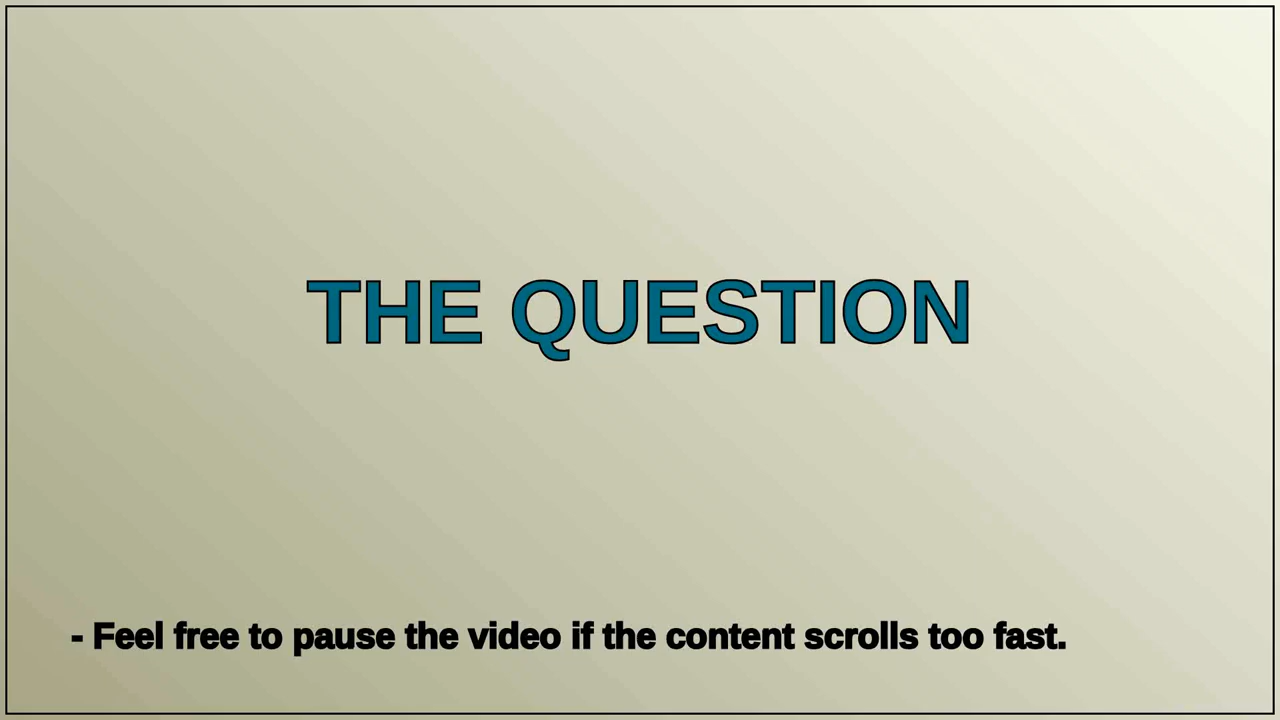 THE QUESTION
- Feel free to pause the video if the content scrolls too fast.